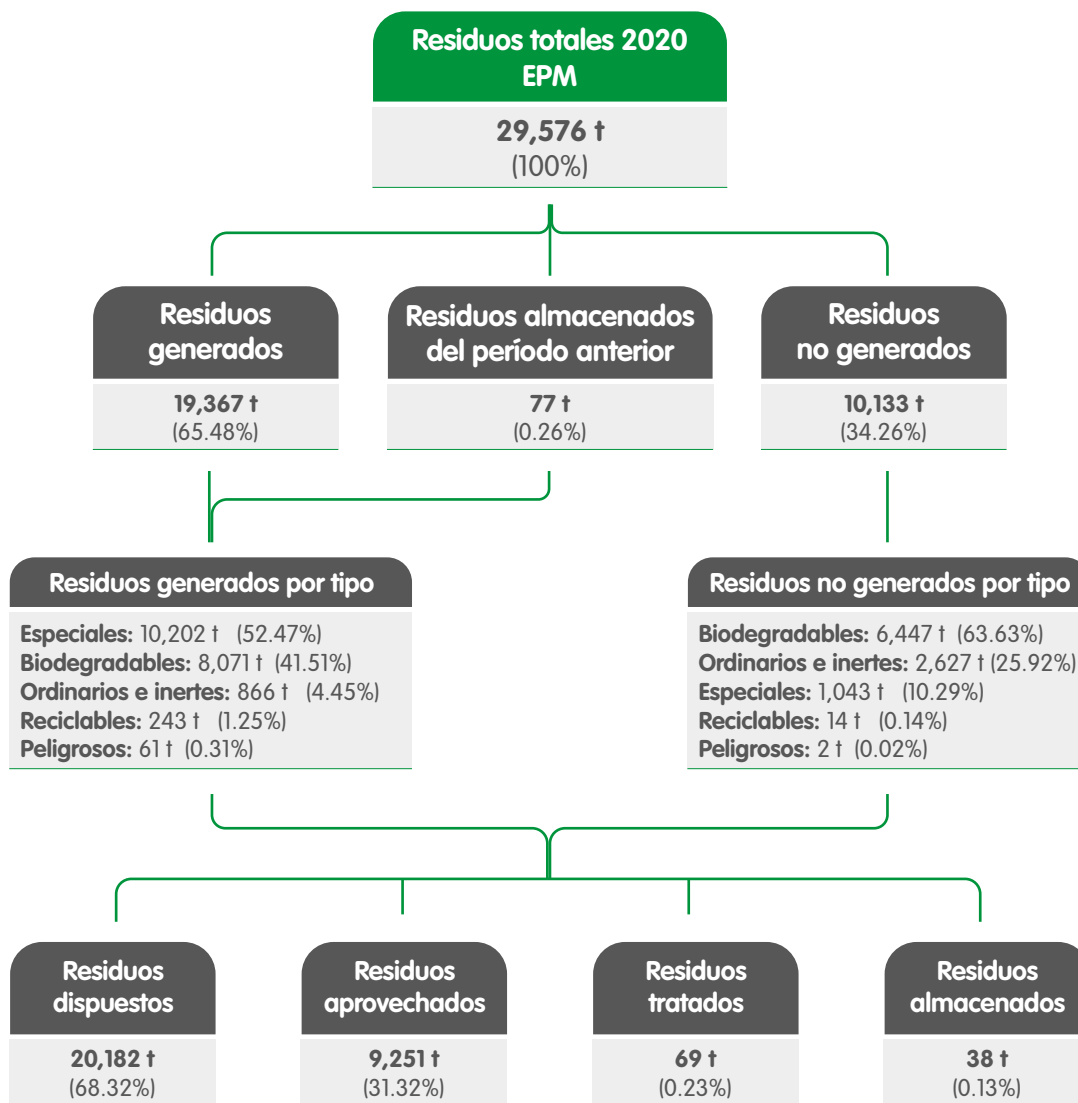 Residuos totales 2020
EPM
29,576 t
(100%)
Residuos
generados
19,367 t
(65.48%)
Residuos almacenados
del período anterior
77 t
(0.26%)
Residuos
no generados
10,133 t
(34.26%)
Residuos generados por tipo
Especiales: 10,202 t (52.47%)
Biodegradables: 8,071 t (41.51%)
Ordinarios e inertes: 866 t (4.45%)
Reciclables: 243 t (1.25%)
Peligrosos: 61 t (0.31%)
Residuos no generados por tipo
Biodegradables: 6,447 t (63.63%)
Ordinarios e inertes: 2,627 t (25.92%)
Especiales: 1,043 t (10.29%)
Reciclables: 14 t (0.14%)
Peligrosos: 2 t (0.02%)
Residuos
dispuestos
20,182 t
(68.32%)
Residuos
aprovechados
9,251 t
(31.32%)
Residuos
tratados
69 t
(0.23%)
Residuos
almacenados
38 t
(0.13%)